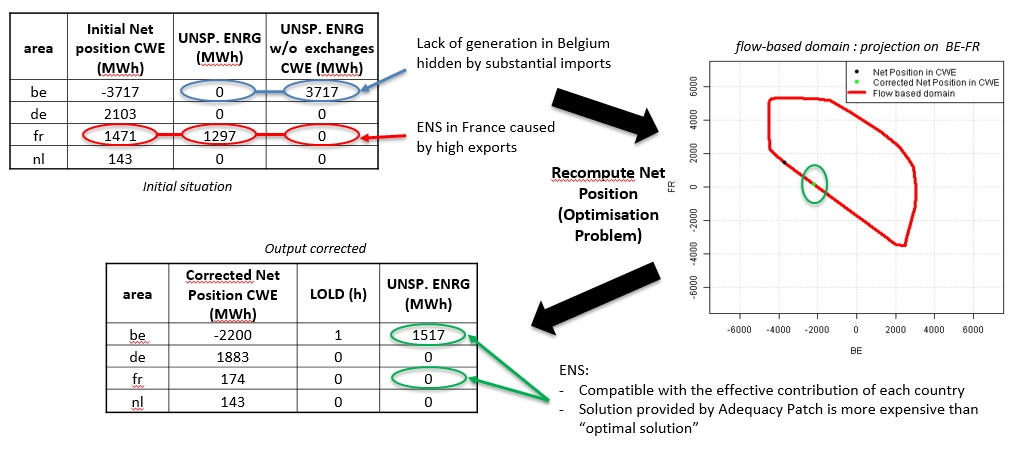 area
Initial Net
position CWE
(MWh)
UNSP. ENRG
(MWh)
UNSP. ENRG
w/o exchanges
CWE (MWh)
be -3717 0 3717
de 2103 0 0
fr 1471 1297 0
nl 143 0 0
Initial situation
Lack of generation in Belgium
hidden by substantial imports
ENS in France caused
by high exports
Recompute Net
Position
(Optimisation
Problem)
flow-based domain : projection on BE-FR
Net Position in CWE
Corrected Net Position in CWE
Flow based domain
6000
4000
2000
0
-2000
-4000
-6000
FR
-6000 -4000 -2000 0 2000 4000 6000
BE
Output corrected
area
Corrected Net
Position CWE
(MWh)
LOLD (h)
UNSP. ENRG
(MWh)
be -2200 1 1517
de 1883 0 0
fr 174 0 0
nl 143 0 0
ENS:
- Compatible with the effective contribution of each country
- Solution provided by Adequacy Patch is more expensive than
“optimal solution”